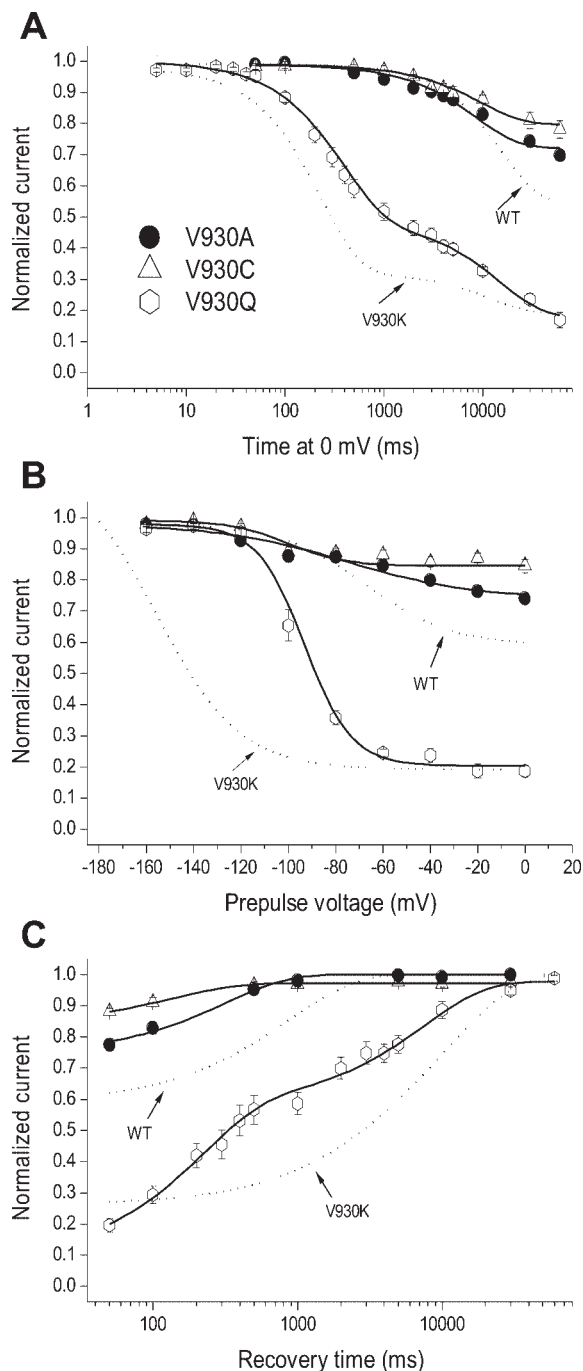 A
Normalized current
1.0
0.9
0.8
0.7
0.6
0.5
0.4
0.3
0.2
0.1
0.0
V930A
V930C
V930Q
WT
V930K
1 10 100 1000 10000
Time at 0 mV (ms)
B
Normalized current
1.0
0.9
0.8
0.7
0.6
0.5
0.4
0.3
0.2
0.1
0.0
WT
V930K
-180 -160 -140 -120 -100 -80 -60 -40 -20 0 20
Prepulse voltage (mV)
C
Normalized current
1.0
0.9
0.8
0.7
0.6
0.5
0.4
0.3
0.2
0.1
0.0
WT
V930K
100 1000 10000
Recovery time (ms)